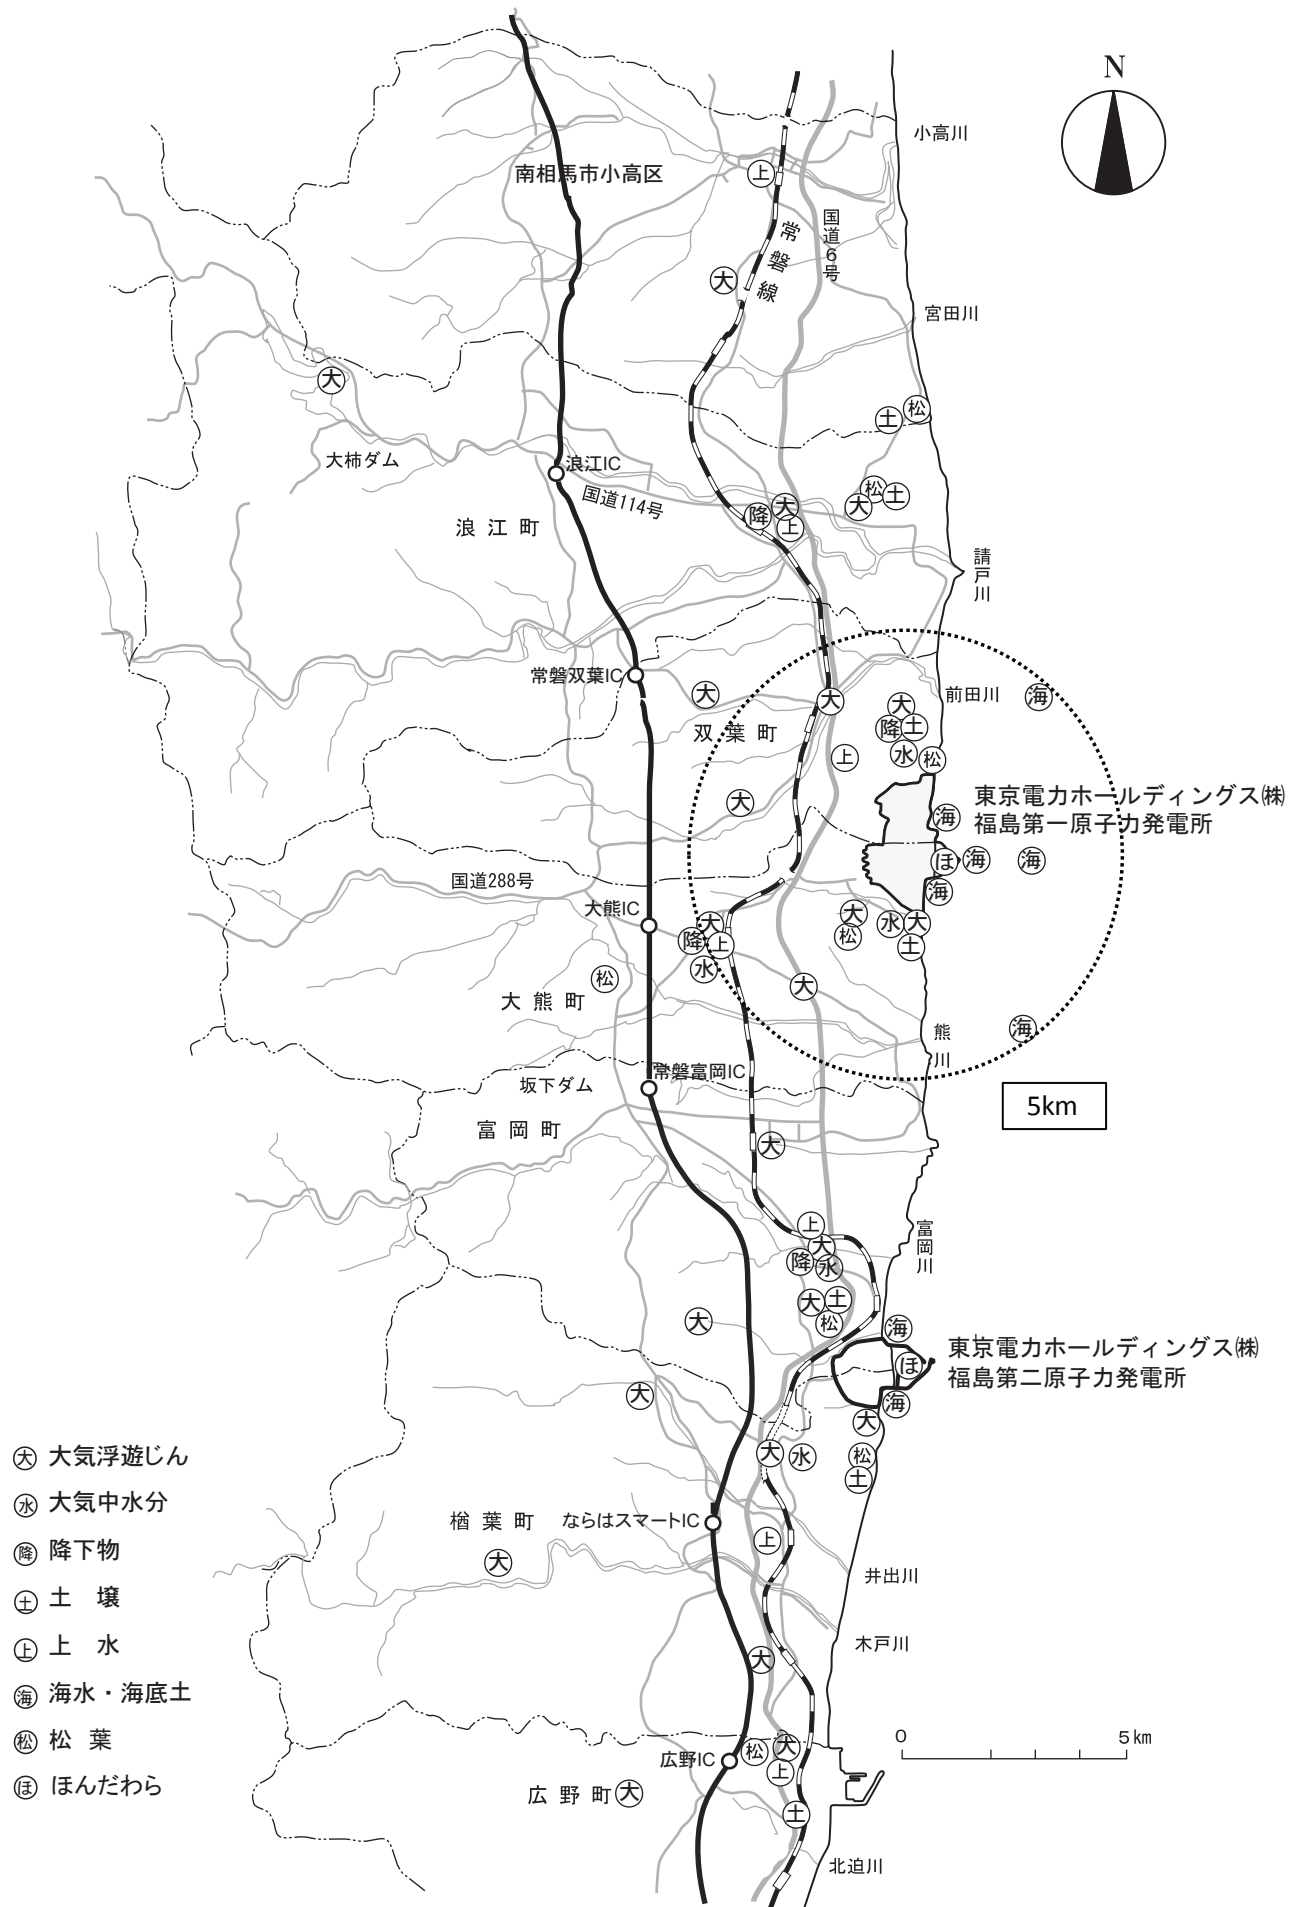 N
小高川
南相馬市小高区
上
国道6号
常磐線
大
宮田川
大
松
土
大柿ダム
浪江IC
国道114号
松
土
大
大
降
上
浪江町
請戸川
常磐双葉IC
大
大
前田川
海
大
降
土
双葉町
上
水
松
東京電力ホールディングス㈱
福島第一原子力発電所
大
海
ほ
海
海
国道288号
海
大熊IC
大
降
上
大
松
水
大
土
水
松
大
大熊町
海
熊川
常磐富岡IC
坂下ダム
5km
富岡町
大
上
富岡川
大
降
水
大
土
松
大
海
東京電力ホールディングス㈱
福島第二原子力発電所
ほ
大
海
大
大
水
松
土
大 大気浮遊じん
水 大気中水分
降 降下物
土 土　壌
上 上　水
海 海水・海底土
松 松　葉
ほ ほんだわら
楢葉町
ならはスマートIC
上
大
井出川
木戸川
大
0
5km
広野IC
松
大
上
広野町
大
土
北迫川